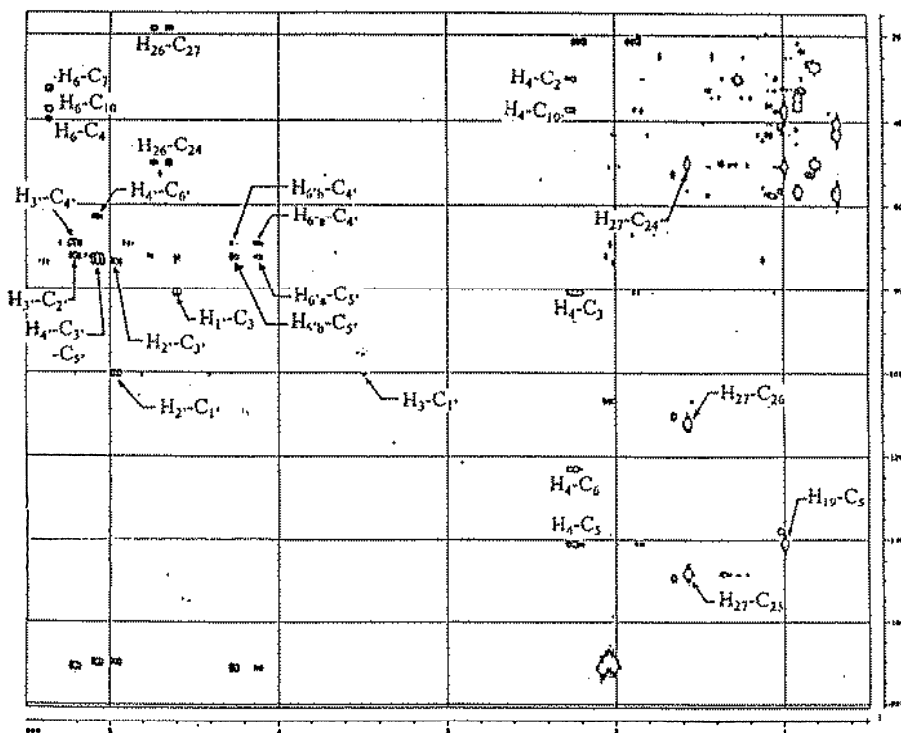 H₂₆-C₂₇
H₆-C₇
H₆-C₁₀
H₆-C₄
H₄-C₂
H₄-C₁₀
H₂₆-C₂₄
H₃'-C₄'
H₄'-C₆'
H₆'b-C₄'
H₆'a-C₄'
H₂₇-C₂₄
H₃'-C₂'
H₄'-C₃'
-C₅'
H₂'-C₃'
H₁'-C₃
H₆'a-C₅'
H₆'b-C₅'
H₄-C₃
H₂'-C₁'
H₃-C₁'
H₂₇-C₂₆
H₄-C₆
H₁₉-C₅
H₄-C₅
H₂₇-C₂₅